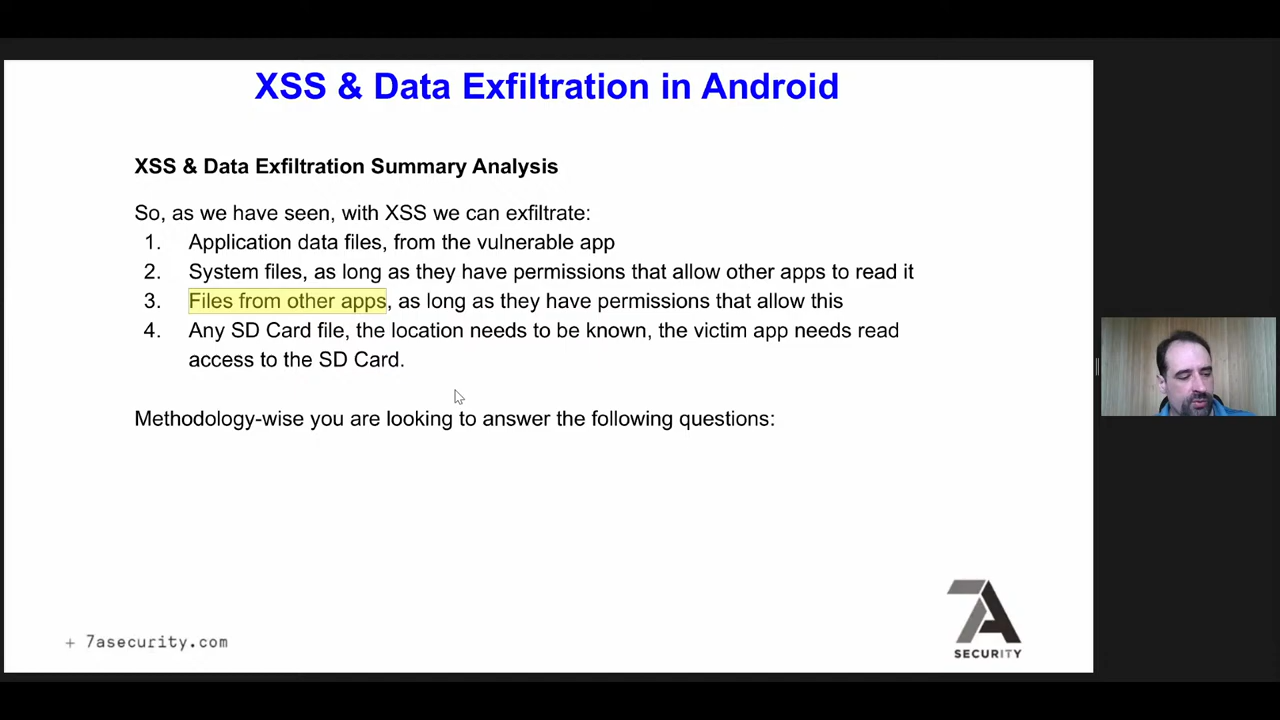 XSS & Data Exfiltration in Android
XSS & Data Exfiltration Summary Analysis
So, as we have seen, with XSS we can exfiltrate:
1. Application data files, from the vulnerable app
2. System files, as long as they have permissions that allow other apps to read it
3. Files from other apps, as long as they have permissions that allow this
4. Any SD Card file, the location needs to be known, the victim app needs read
access to the SD Card.
Methodology-wise you are looking to answer the following questions:
+ 7asecurity.com
7A
SECURITY